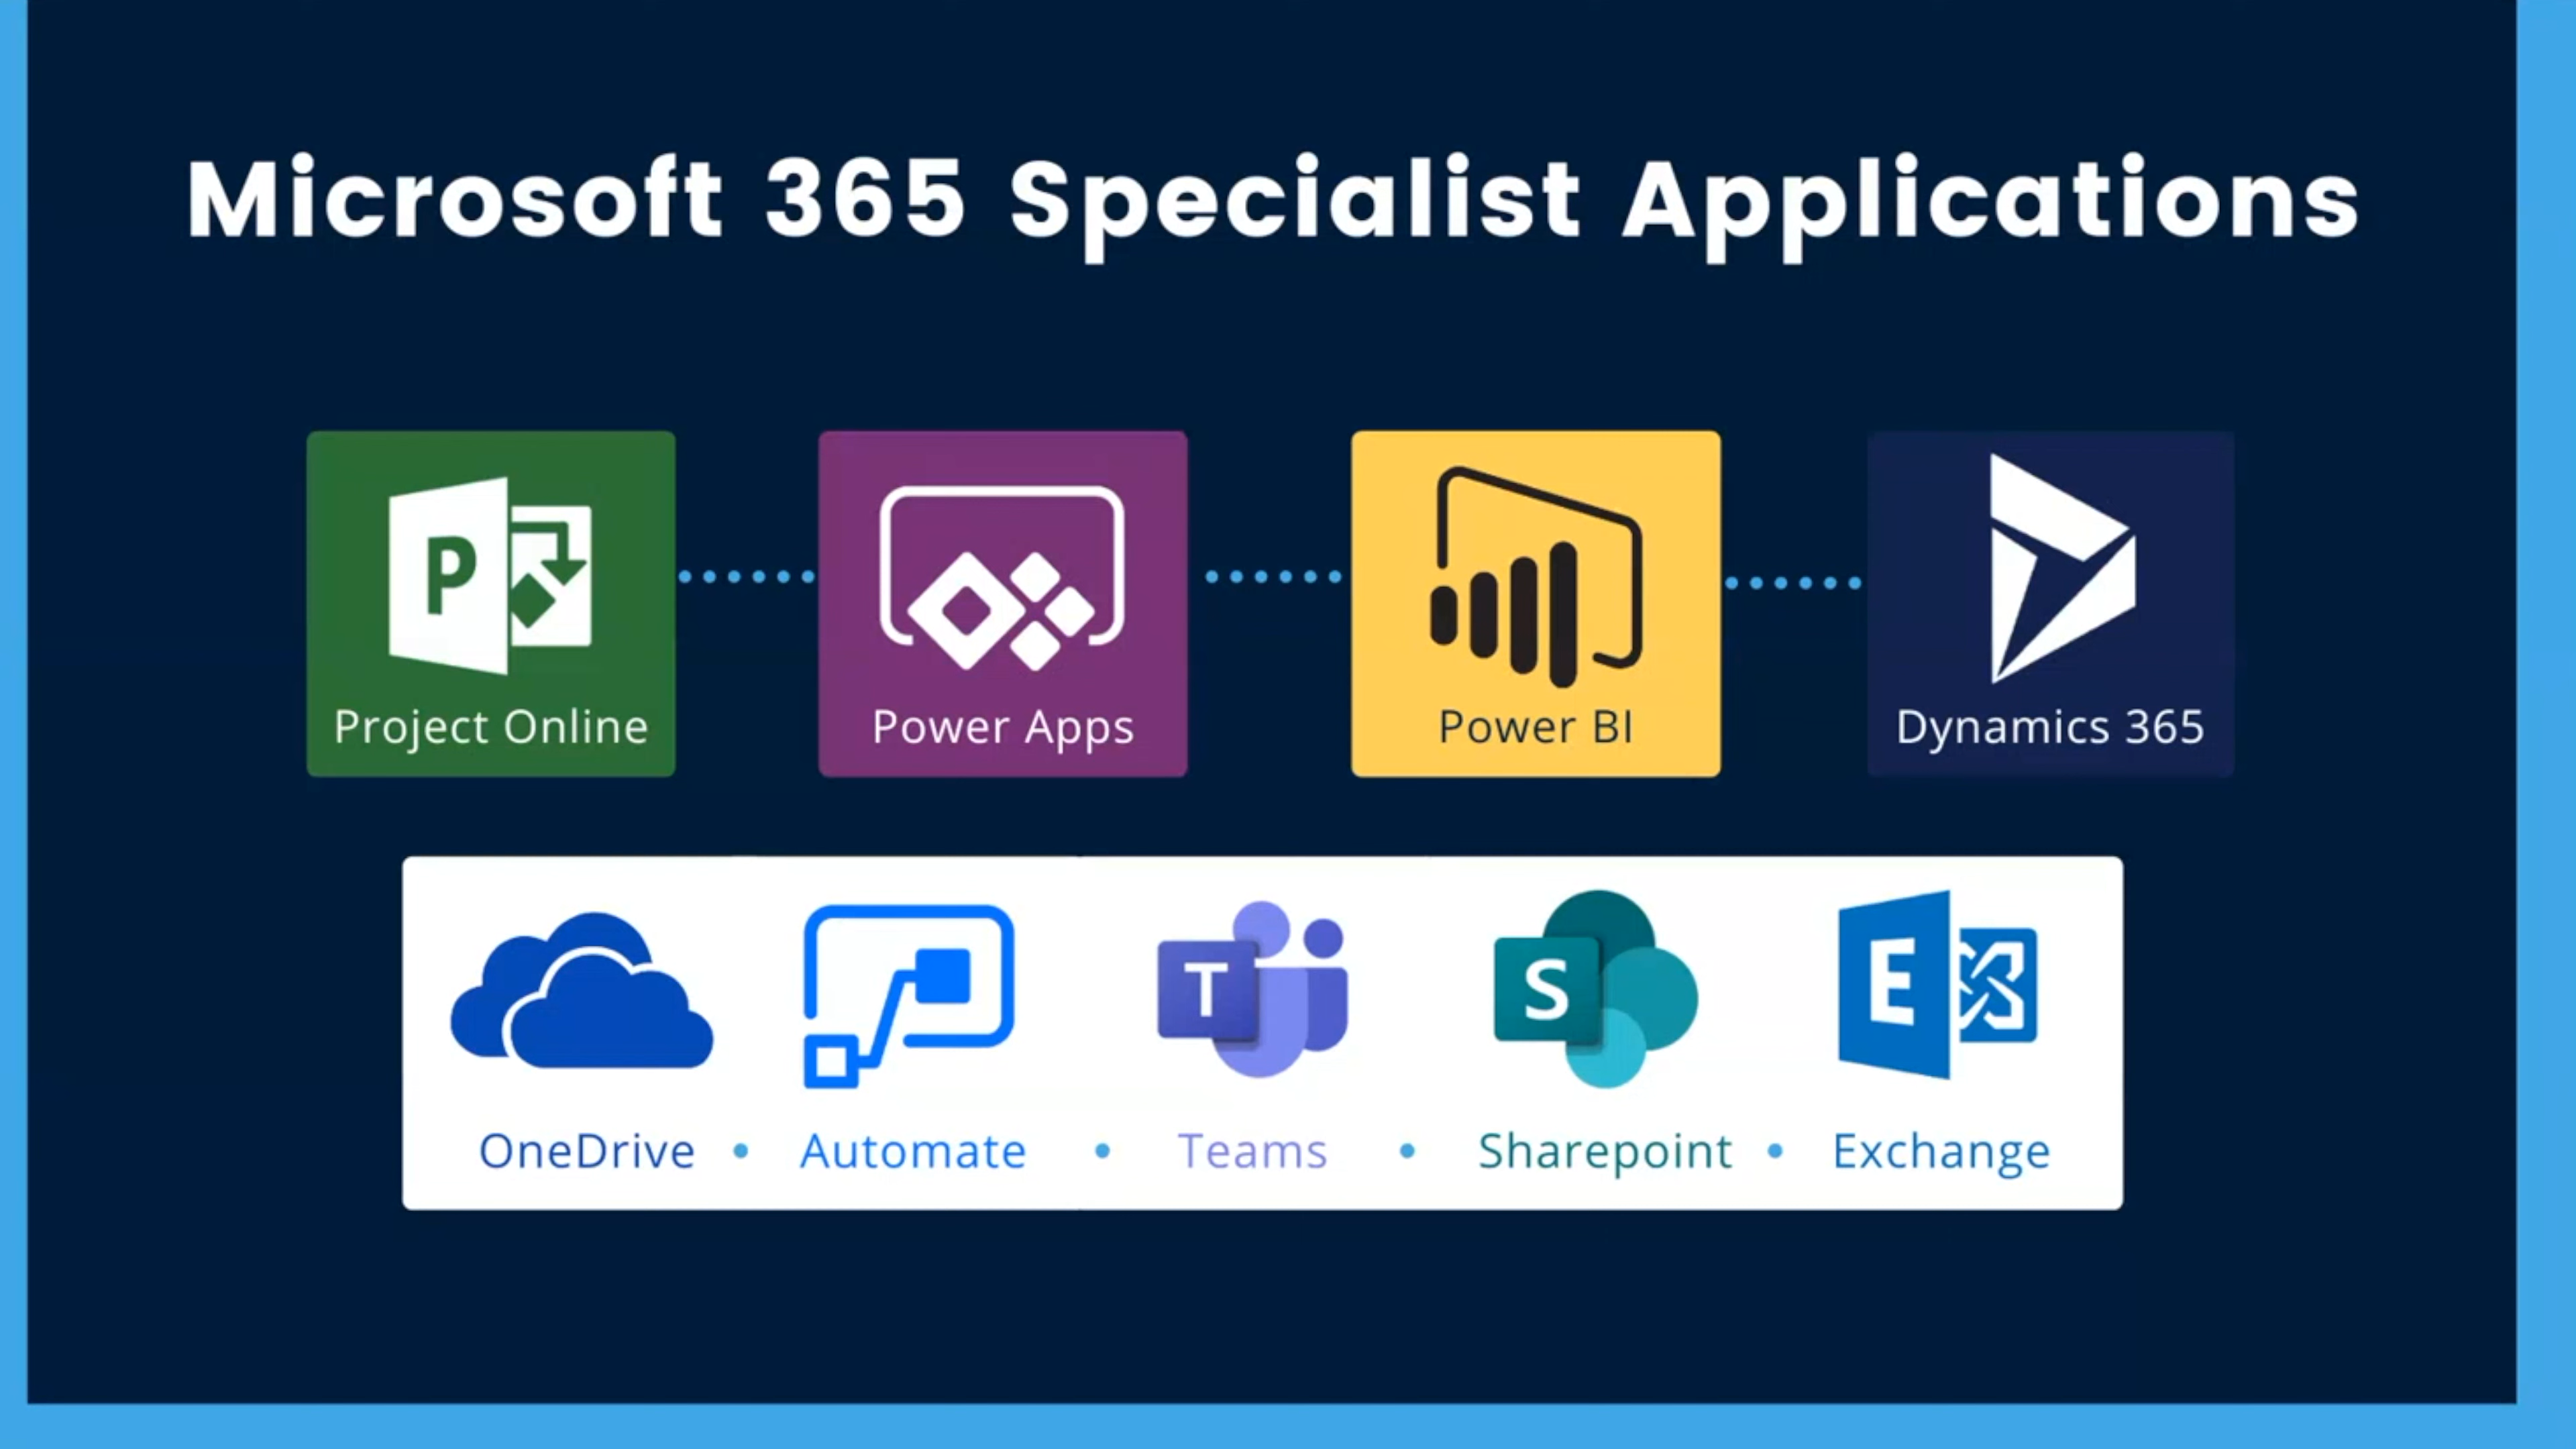 Microsoft 365 Specialist Applications
P
Project Online
Power Apps
Power BI
Dynamics 365
T
S
E
OneDrive • Automate • Teams • Sharepoint • Exchange